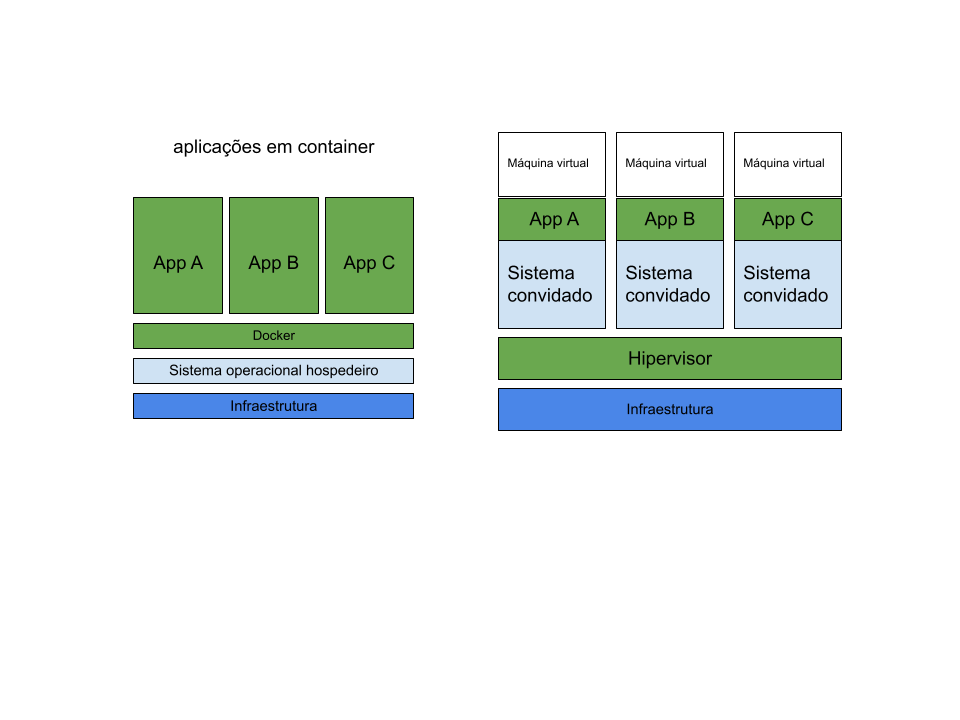 aplicações em container
App A
App B
App C
Docker
Sistema operacional hospedeiro
Infraestrutura
Máquina virtual
Máquina virtual
Máquina virtual
App A
App B
App C
Sistema
convidado
Sistema
convidado
Sistema
convidado
Hipervisor
Infraestrutura